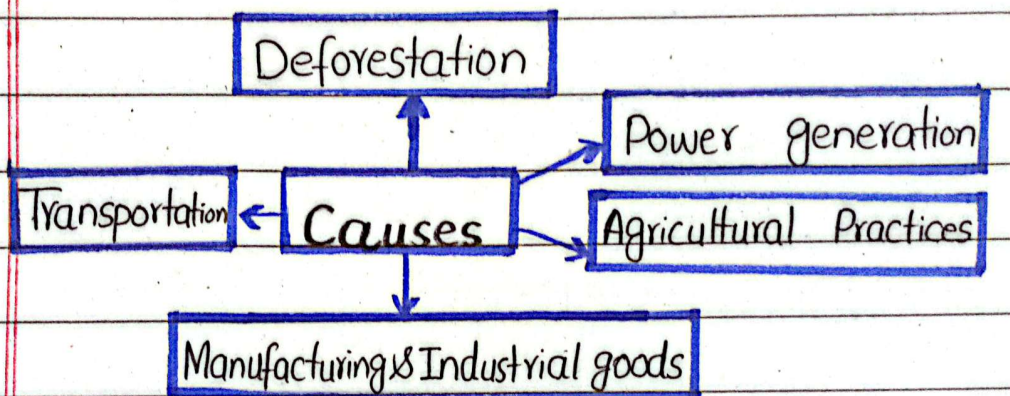 Deforestation
Power generation
Transportation
Causes
Agricultural Practices
Manufacturing & Industrial goods